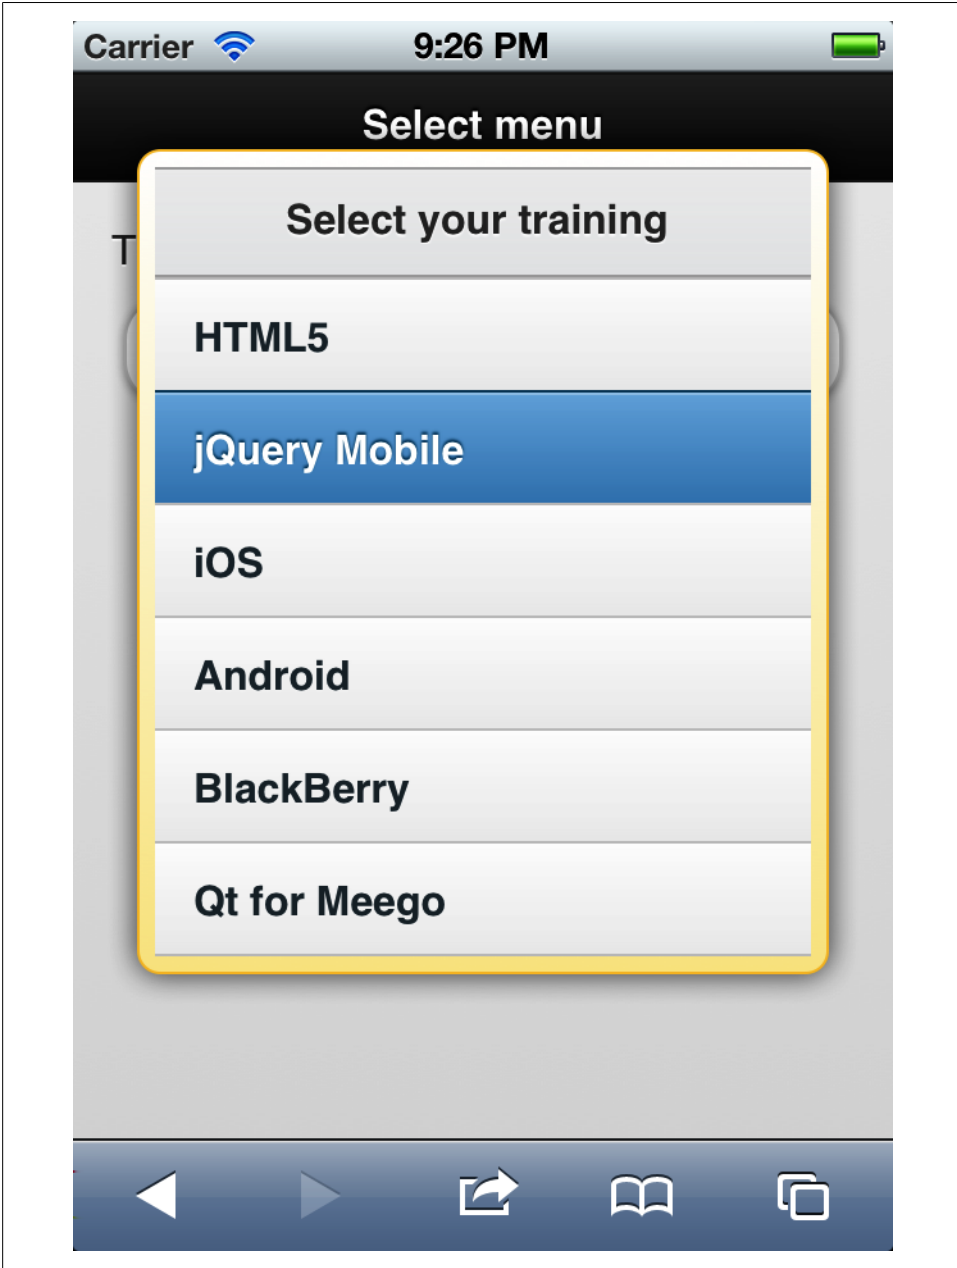 Carrier 9:26 PM
Select menu
Select your training
T
HTML5
jQuery Mobile
iOS
Android
BlackBerry
Qt for Meego